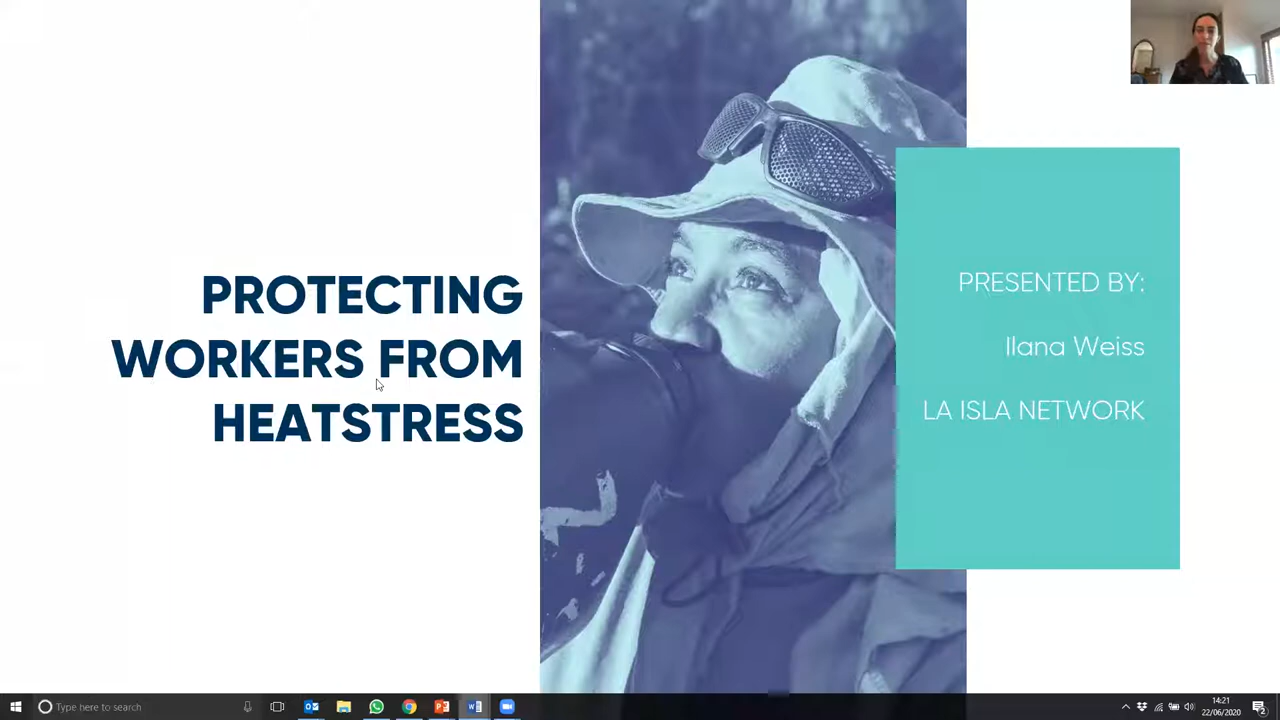 PROTECTING
WORKERS FROM
HEATSTRESS
PRESENTED BY:
Ilana Weiss
LA ISLA NETWORK
Type here to search
14:21
22/06/2020